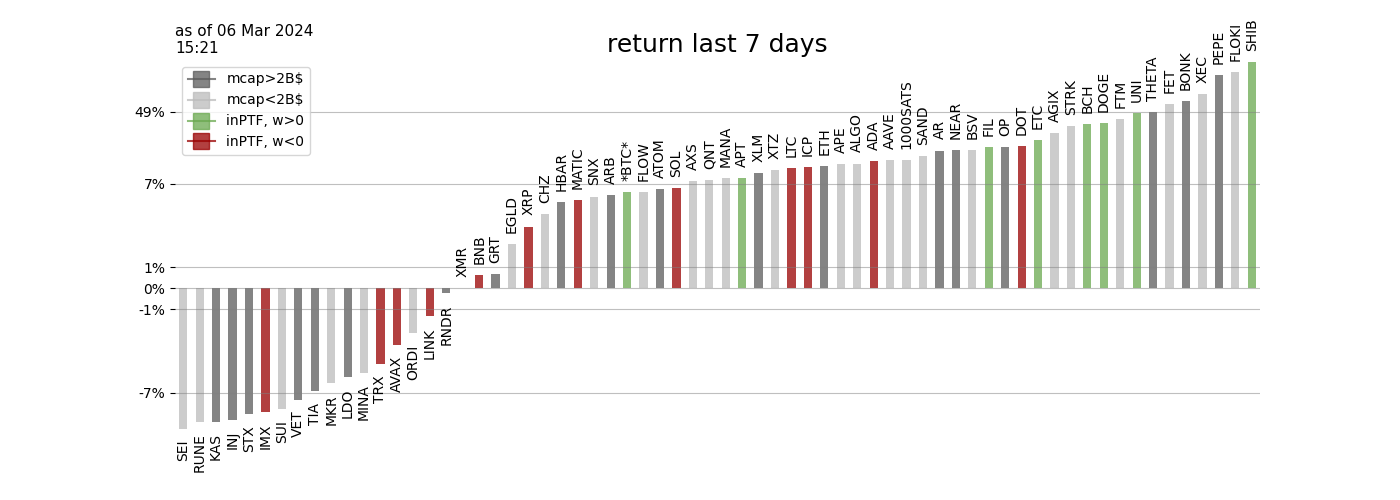 as of 06 Mar 2024
15:21
return last 7 days
mcap>2B$
mcap<2B$
inPTF, w>0
inPTF, w<0
49%
7%
1%
0%
-1%
-7%
SEI
RUNE
KAS
INJ
STX
IMX
SUI
VET
TIA
MKR
LDO
MINA
TRX
AVAX
ORDI
LINK
RNDR
XMR
BNB
GRT
EGLD
XRP
CHZ
HBAR
MATIC
SNX
ARB
*BTC*
FLOW
ATOM
SOL
AXS
QNT
MANA
APT
XLM
XTZ
LTC
ICP
ETH
APE
ALGO
ADA
AAVE
1000SATS
SAND
AR
NEAR
BSV
FIL
OP
DOT
ETC
AGIX
STRK
BCH
DOGE
FTM
UNI
THETA
FET
BONK
XEC
PEPE
FLOKI
SHIB